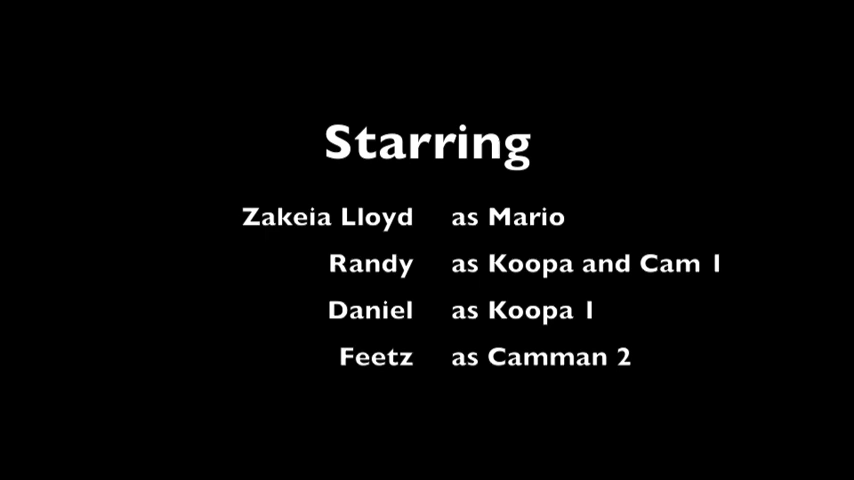 Starring
Zakeia Lloyd as Mario
Randy as Koopa and Cam 1
Daniel as Koopa 1
Feetz as Camman 2